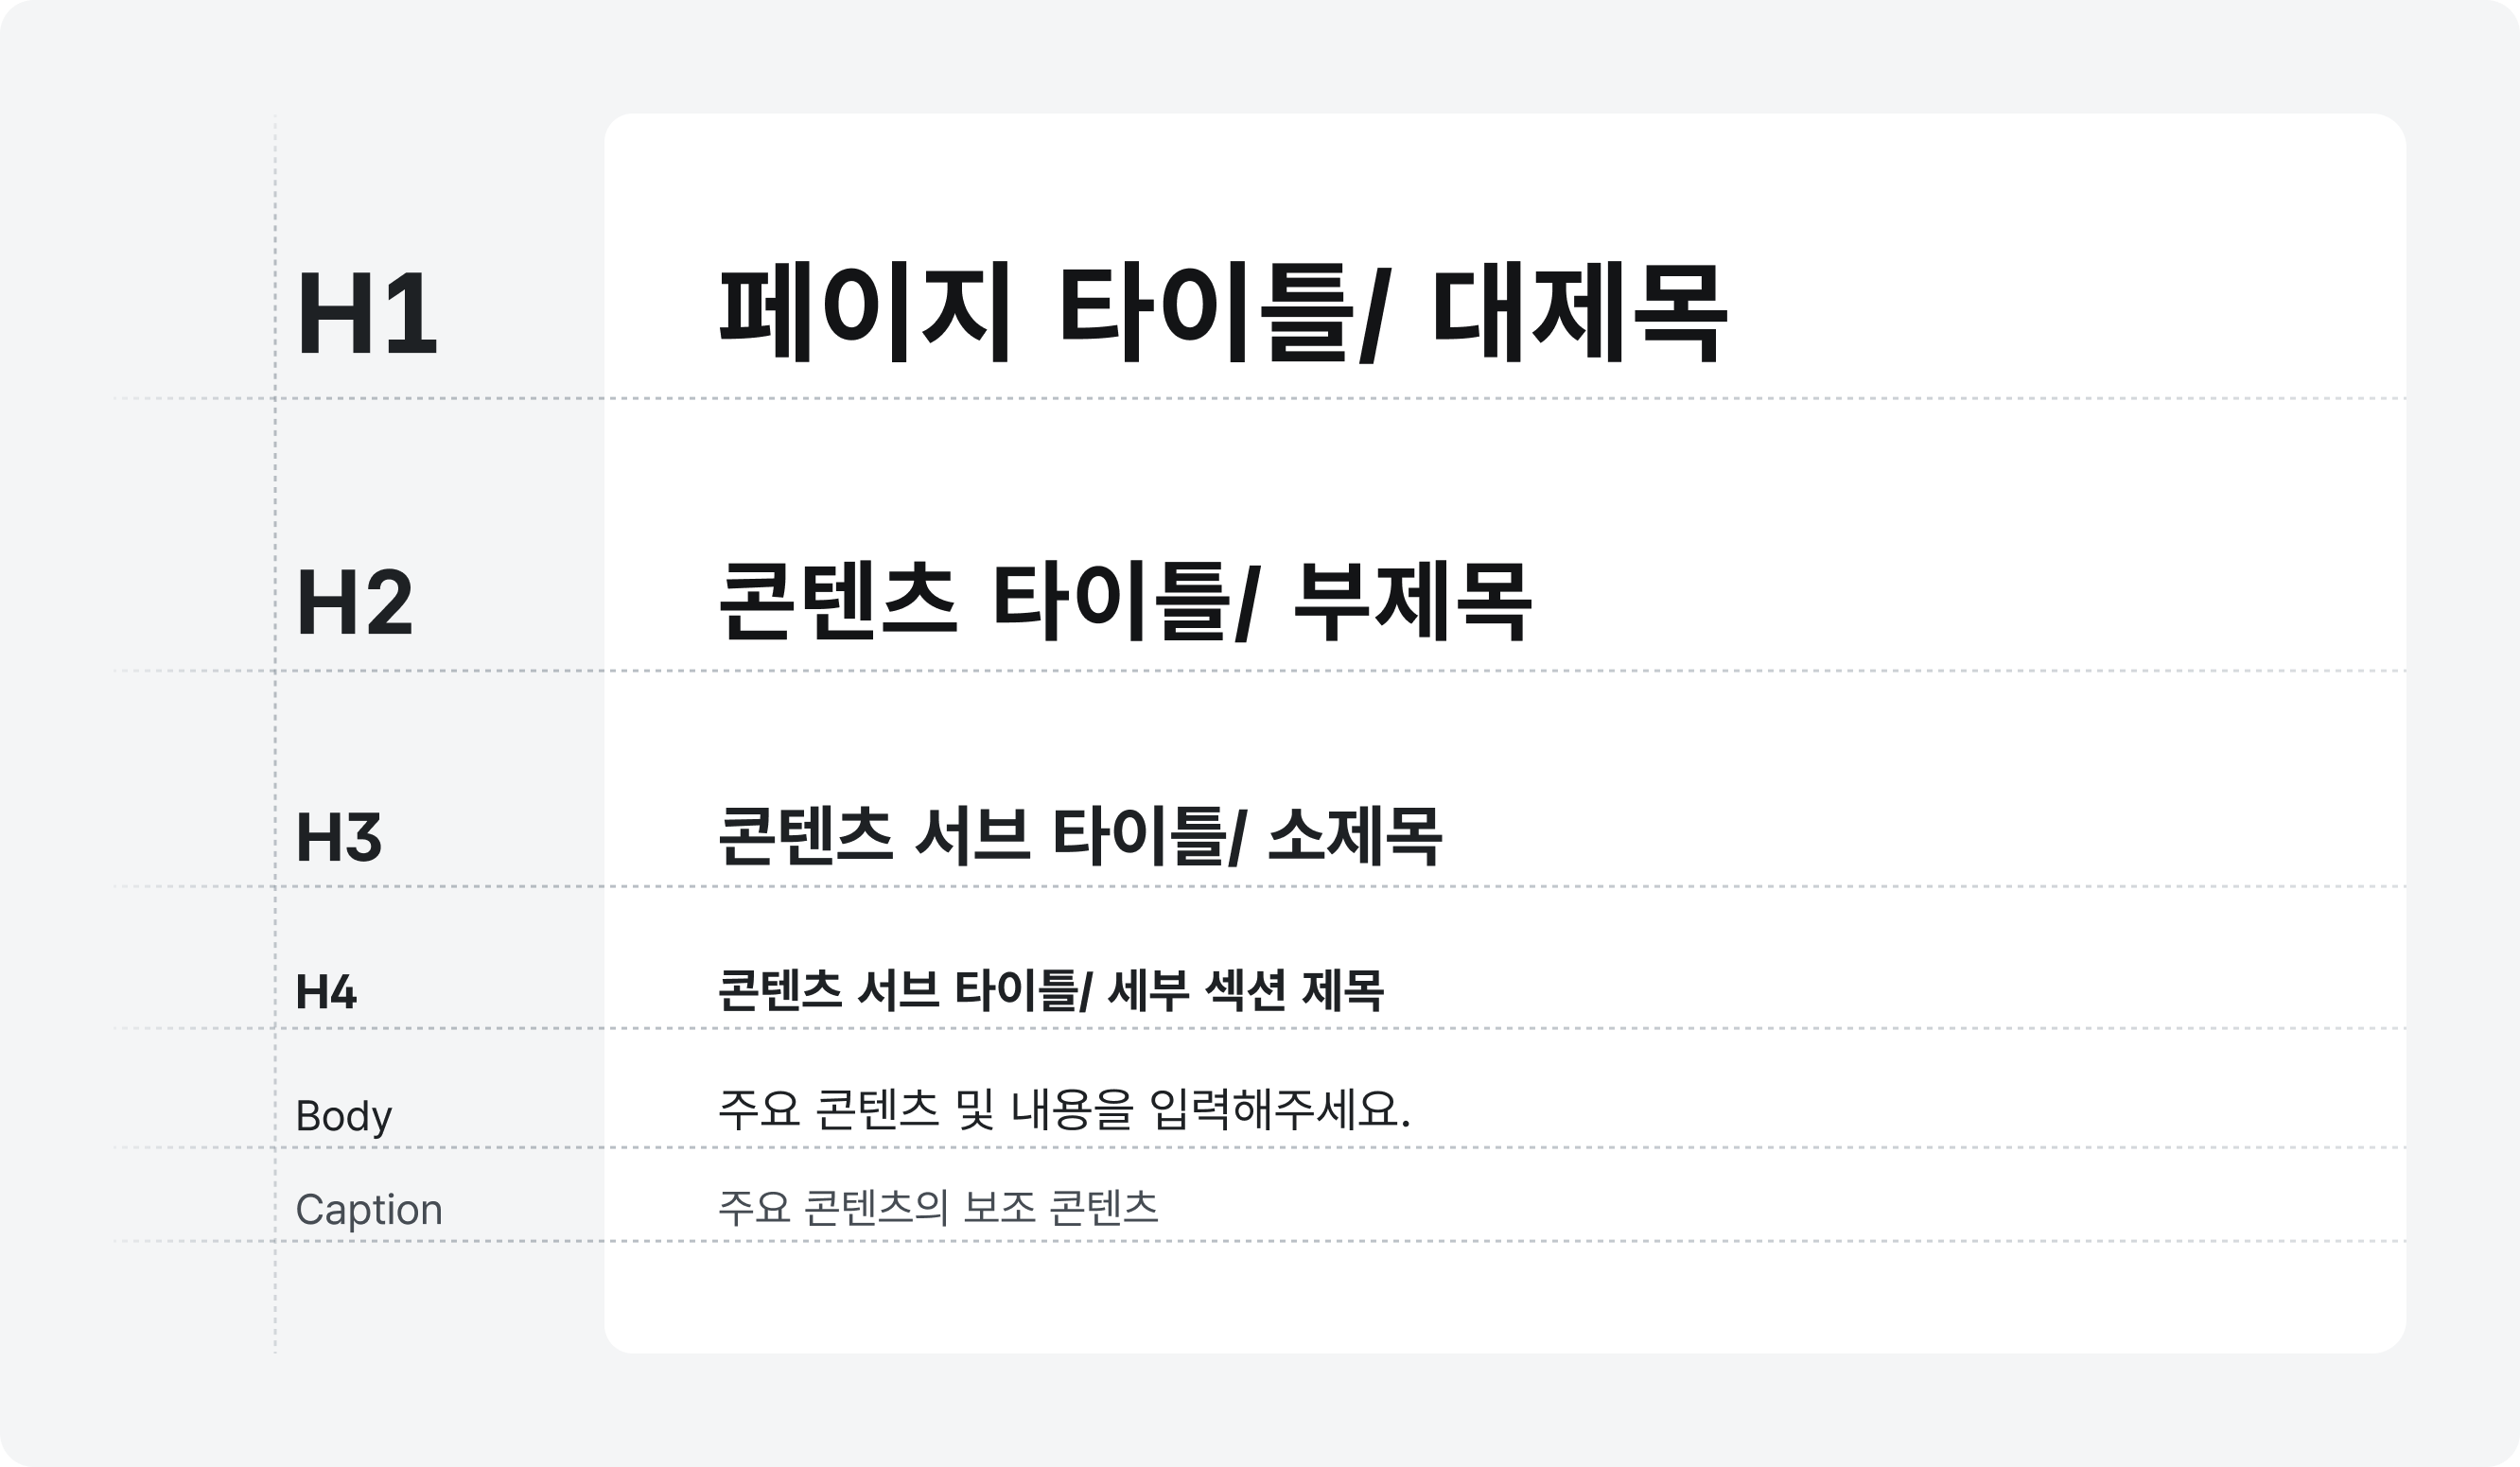 H1 페이지 타이틀/ 대제목
H2 콘텐츠 타이틀/ 부제목
H3 콘텐츠 서브 타이틀/ 소제목
H4 콘텐츠 서브 타이틀/ 세부 섹션 제목
Body 주요 콘텐츠 및 내용을 입력해주세요.
Caption 주요 콘텐츠의 보조 콘텐츠